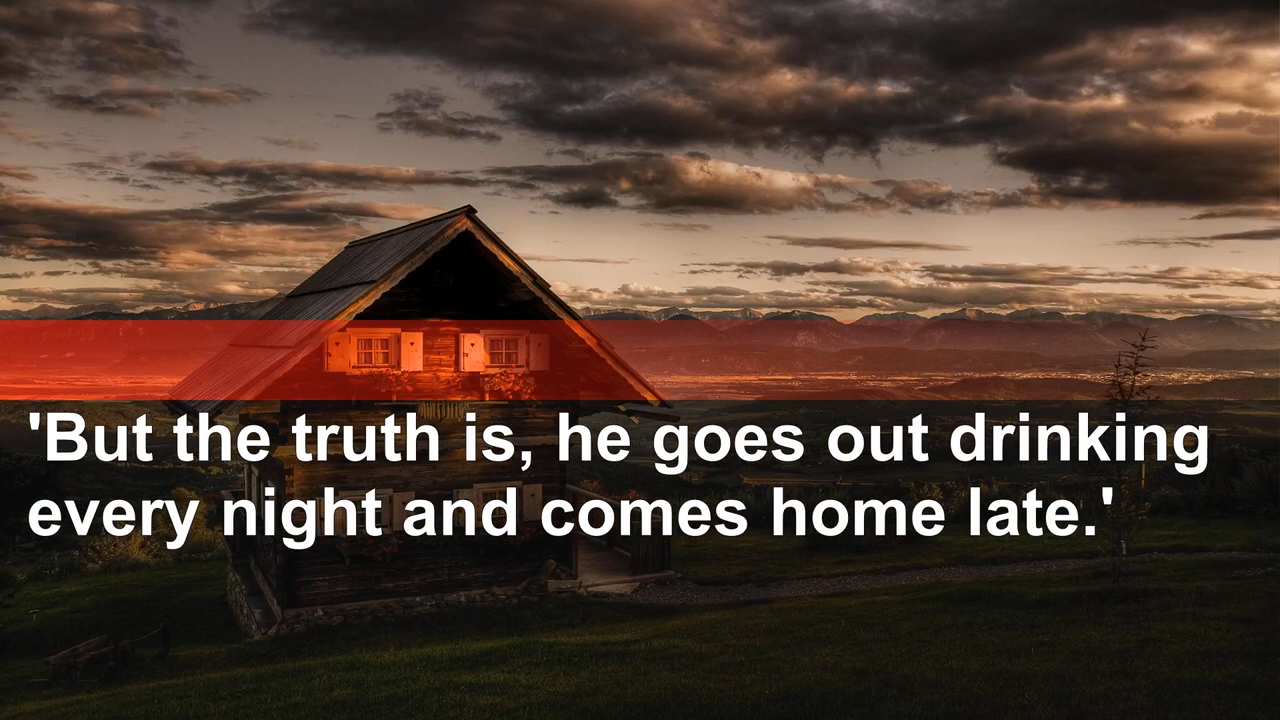 'But the truth is, he goes out drinking
every night and comes home late.'